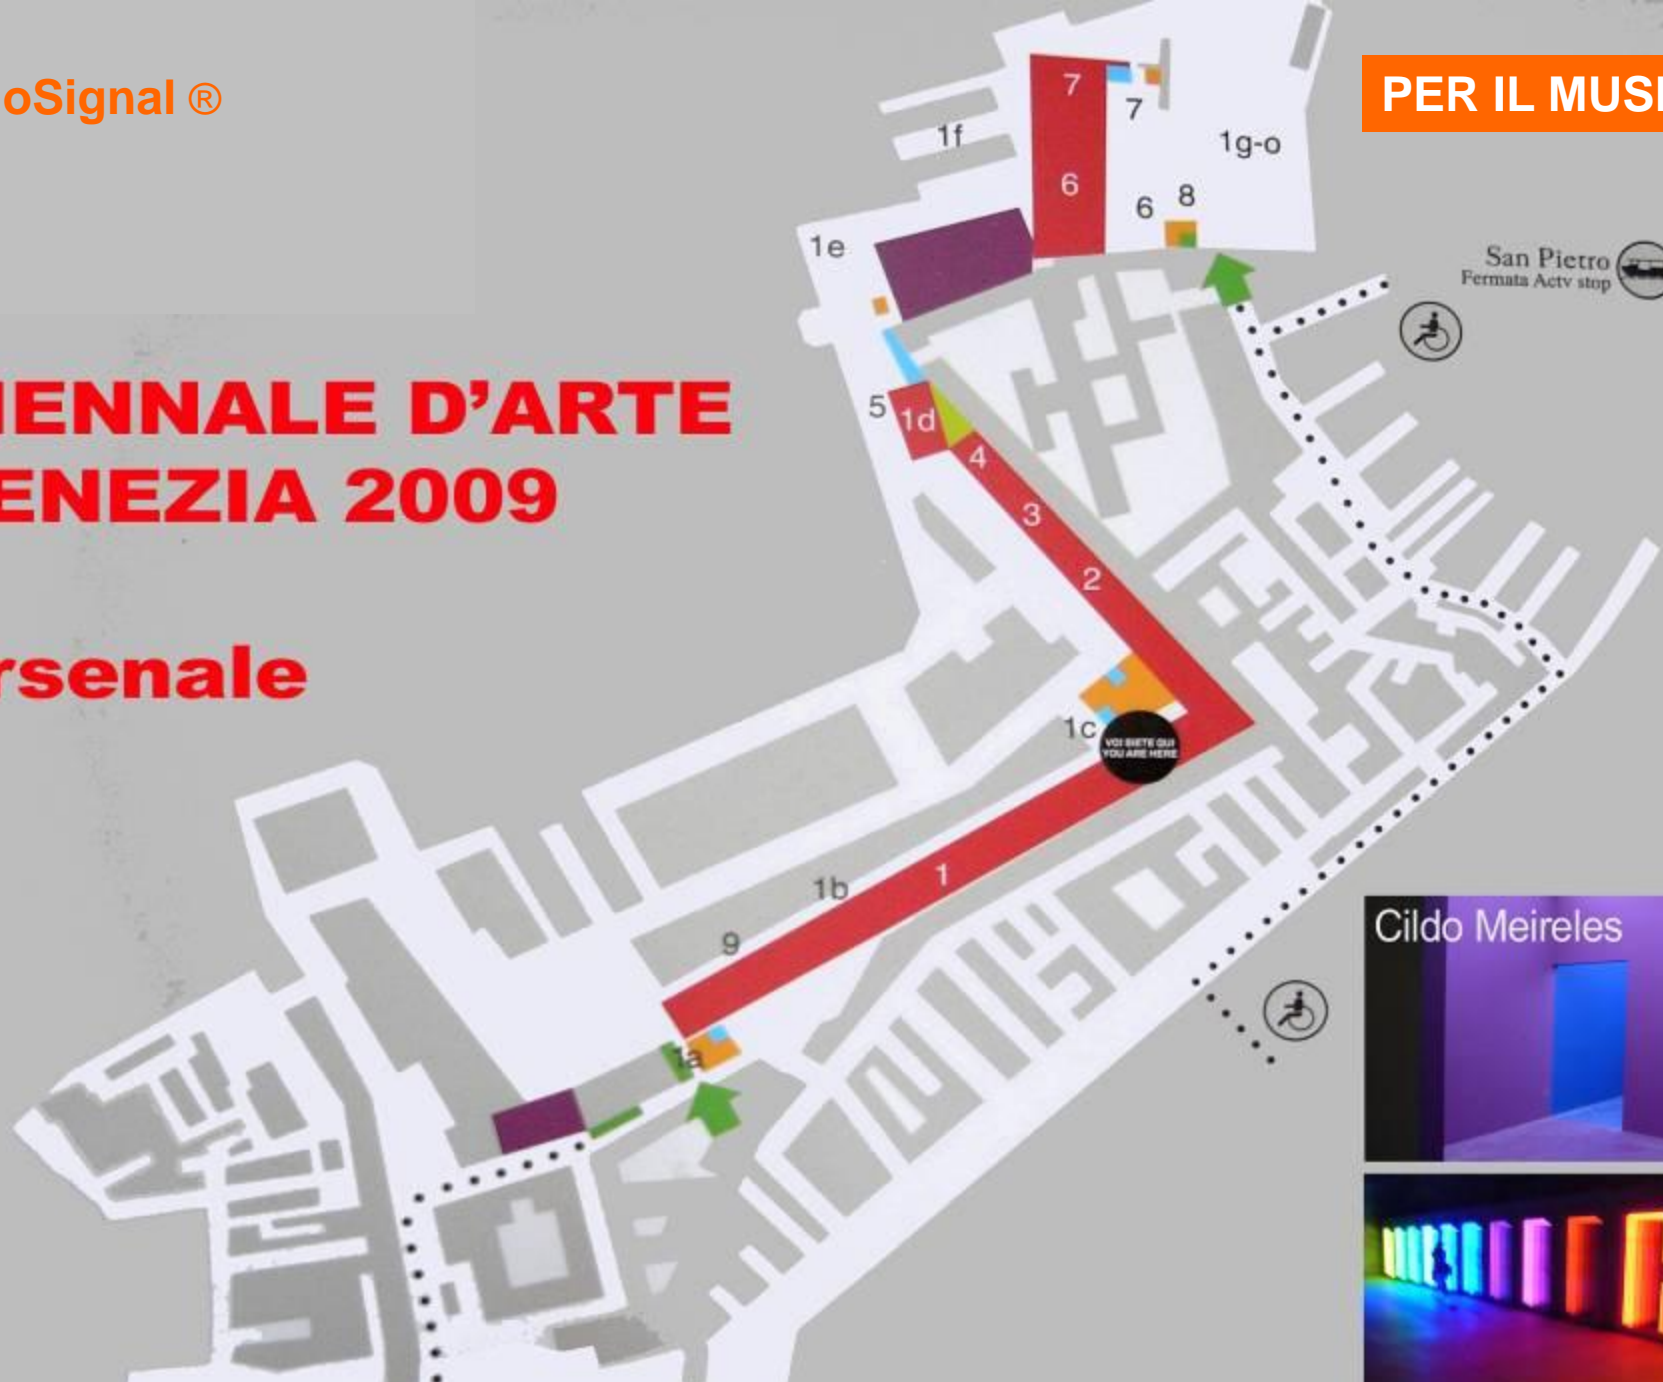 oSignal ®
PER IL MUS
IENNALE D’ARTE
ENEZIA 2009
rsenale
7
7
1f
1g-o
6
6 8
1e
San Pietro
Fermata Actv stop
5
1d
4
3
2
1c
VOI SIETE QUI
YOU ARE HERE
1
1b
9
1a
Cildo Meireles